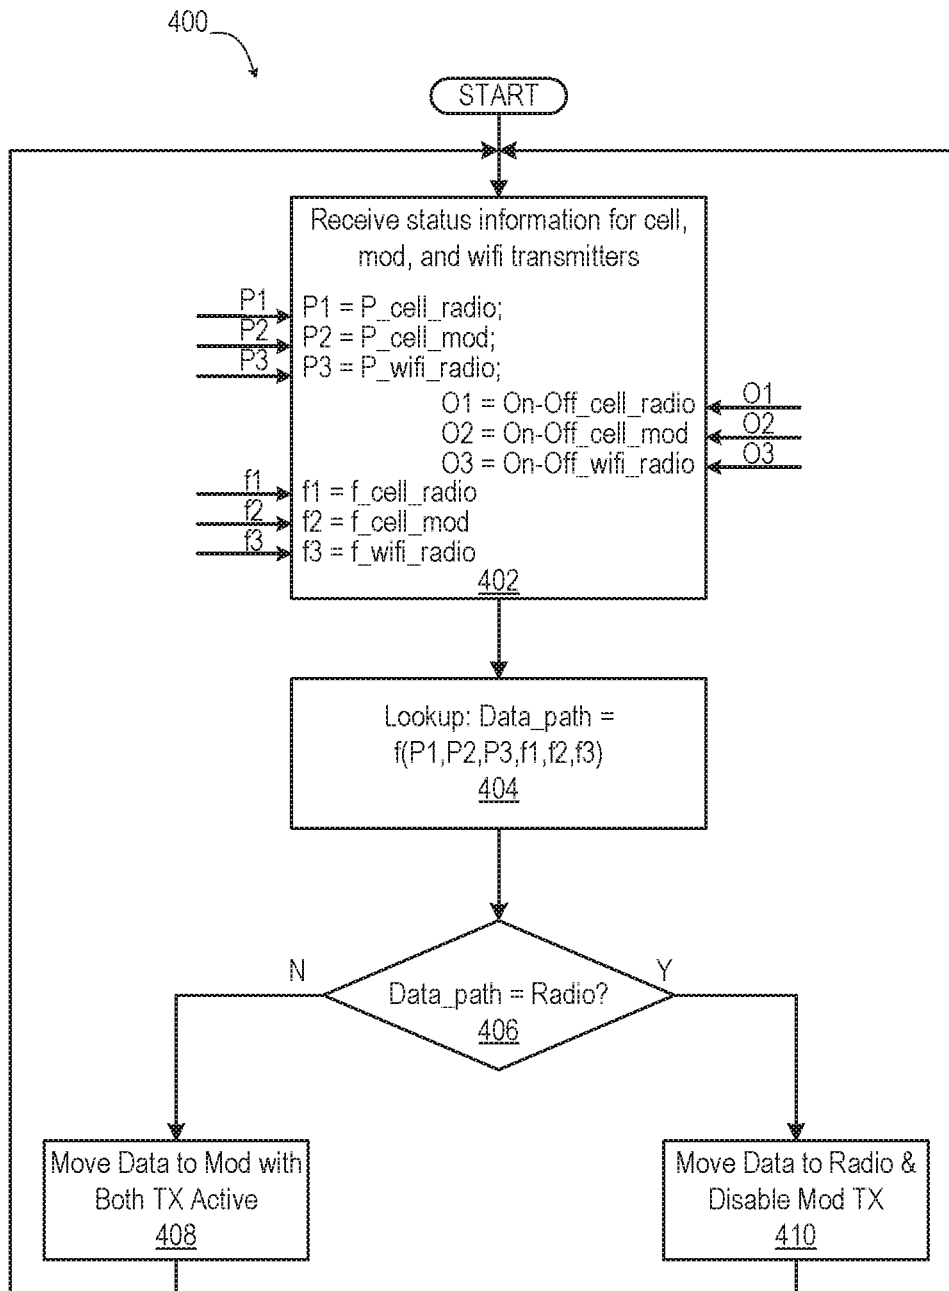 400
START
Receive status information for cell,
mod, and wifi transmitters
P1
P1 = P_cell_radio;
P2
P2 = P_cell_mod;
P3
P3 = P_wifi_radio;
O1 = On-Off_cell_radio
O1
O2 = On-Off_cell_mod
O2
O3 = On-Off_wifi_radio
O3
f1
f1 = f_cell_radio
f2
f2 = f_cell_mod
f3
f3 = f_wifi_radio
402
Lookup: Data_path =
f(P1,P2,P3,f1,f2,f3)
404
N
Y
Data_path = Radio?
406
Move Data to Mod with
Both TX Active
408
Move Data to Radio &
Disable Mod TX
410